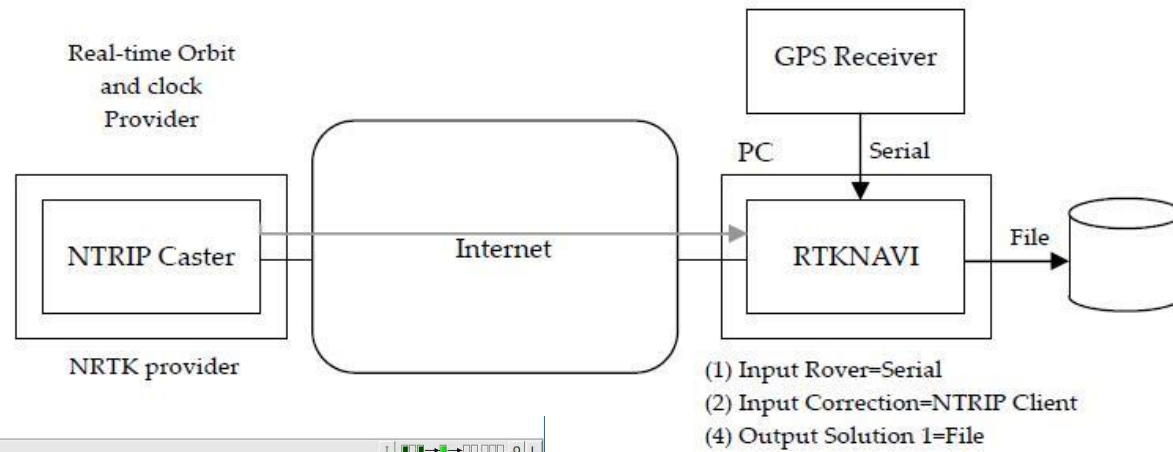 Real-time Orbit
and clock
Provider
NTRIP Caster
NRTK provider
Internet
GPS Receiver
Serial
PC
RTKNAVI
File
(1) Input Rover=Serial
(2) Input Correction=NTRIP Client
(4) Output Solution 1=File